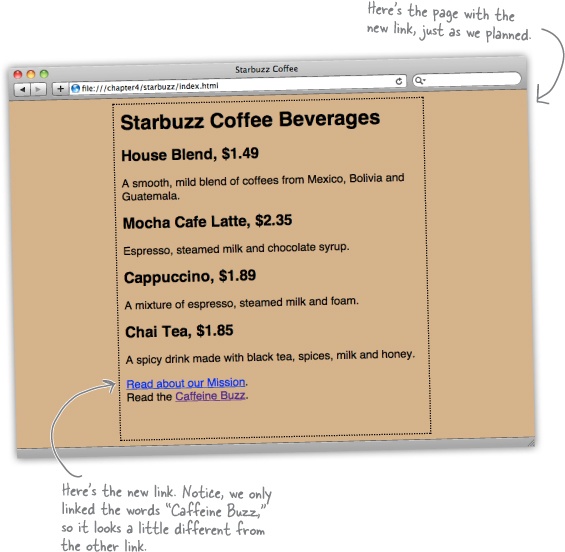 Here's the page with the
new link, just as we planned.
Starbuzz Coffee
file:///chapter4/starbuzz/index.html
Starbuzz Coffee Beverages
House Blend, $1.49
A smooth, mild blend of coffees from Mexico, Bolivia and
Guatemala.
Mocha Cafe Latte, $2.35
Espresso, steamed milk and chocolate syrup.
Cappuccino, $1.89
A mixture of espresso, steamed milk and foam.
Chai Tea, $1.85
A spicy drink made with black tea, spices, milk and honey.
Read about our Mission.
Read the Caffeine Buzz.
Here's the new link. Notice, we only
linked the words "Caffeine Buzz,"
so it looks a little different from
the other link.